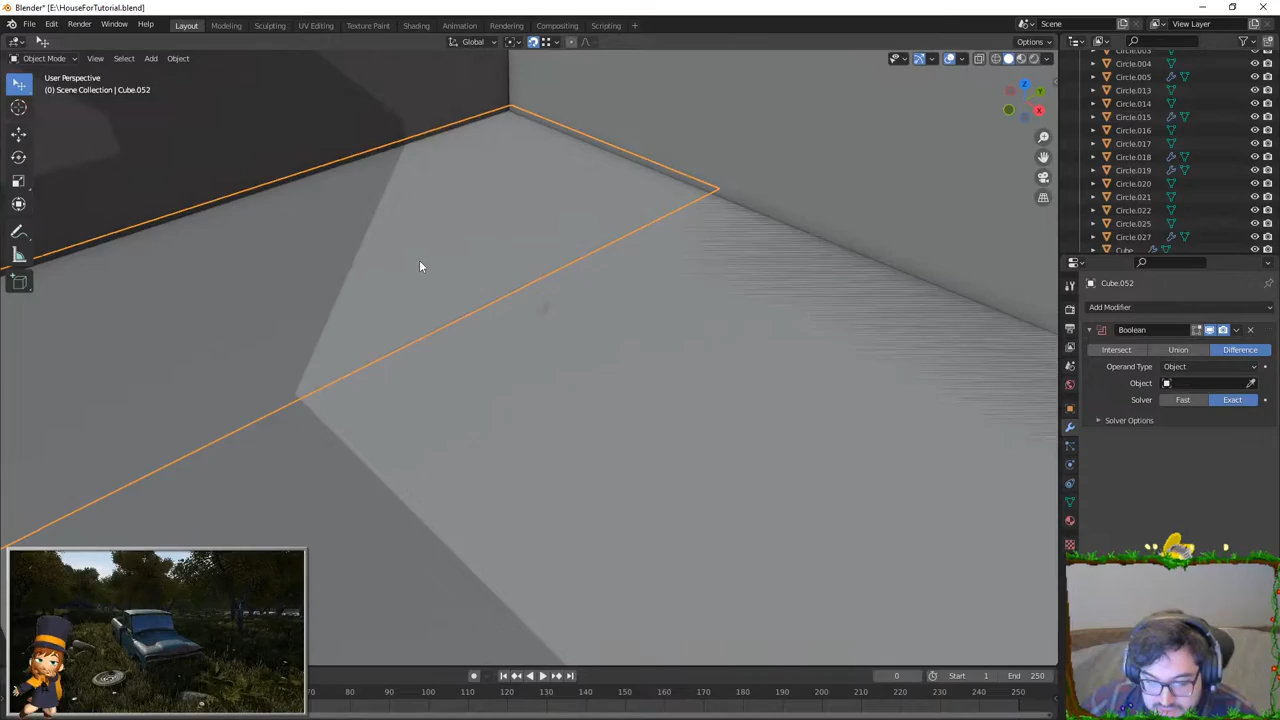 Blender* [E:\HouseForTutorial.blend]
File Edit Render Window Help Layout Modeling Sculpting UV Editing Texture Paint Shading Animation Rendering Compositing Scripting + Scene View Layer
Global Options
Object Mode View Select Add Object
User Perspective
(0) Scene Collection | Cube.052
Z
Y
X
Circle.003
Circle.004
Circle.005
Circle.013
Circle.014
Circle.015
Circle.016
Circle.017
Circle.018
Circle.019
Circle.020
Circle.021
Circle.022
Circle.025
Circle.027
Cube
Cube.052
Add Modifier
Boolean
Intersect Union Difference
Operand Type Object
Object
Solver Fast Exact
Solver Options
0 Start 1 End 250
70 80 90 100 110 120 130 140 150 160 170 180 190 200 210 220 230 240 250